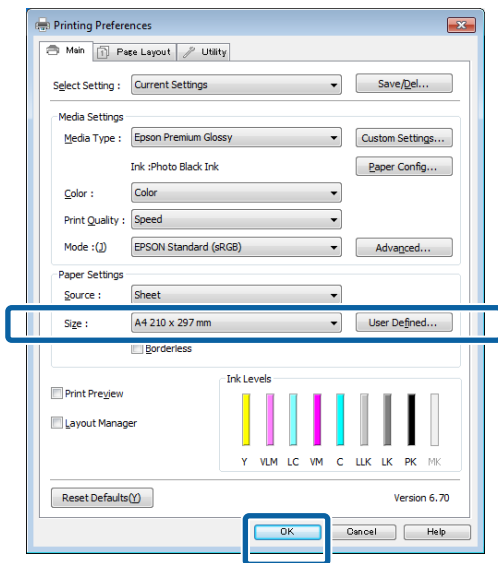 Printing Preferences
Main Page Layout Utility
Select Setting : Current Settings Save/Del...
Media Settings
Media Type : Epson Premium Glossy Custom Settings...
Ink :Photo Black Ink Paper Config...
Color : Color
Print Quality : Speed
Mode :(J) EPSON Standard (sRGB) Advanced...
Paper Settings
Source : Sheet
Size : A4 210 x 297 mm User Defined...
Borderless
Print Preview
Ink Levels
Layout Manager
Y VLM LC VM C LLK LK PK MK
Reset Defaults(Y) Version 6.70
OK Cancel Help